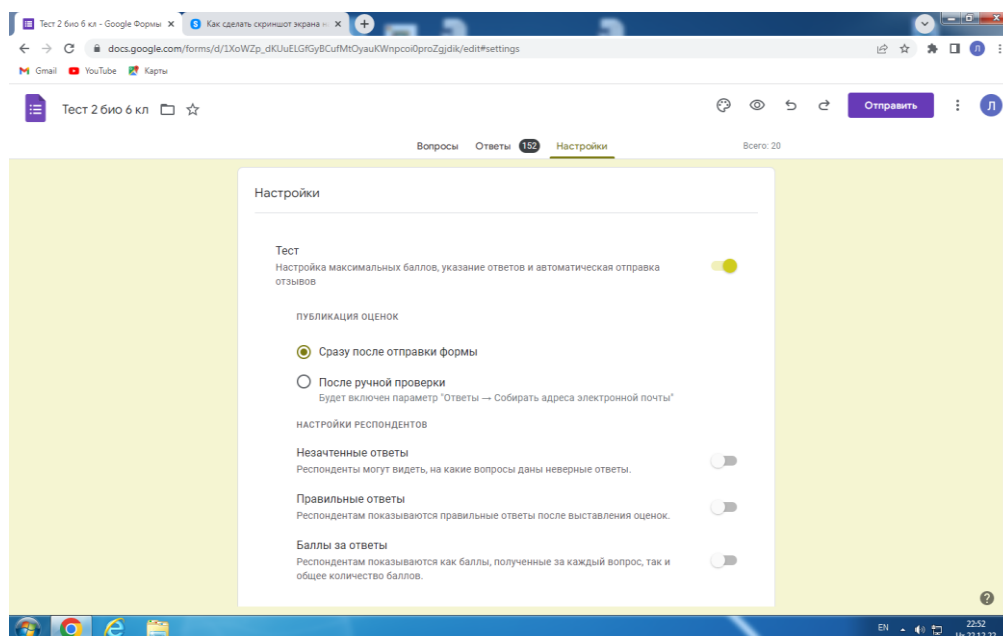 Тест 2 био 6 кл - Google Формы
Как сделать скриншот экрана н
docs.google.com/forms/d/1XoWZp_dKUuELGfGyBCufMtOyauKWnpcoi0proZgjdik/edit#settings
Gmail YouTube Карты
Л
Тест 2 био 6 кл
Отправить
Л
Вопросы Ответы 152 Настройки Всего: 20
Настройки
Тест
Настройка максимальных баллов, указание ответов и автоматическая отправка
отзывов
ПУБЛИКАЦИЯ ОЦЕНОК
Сразу после отправки формы
После ручной проверки
Будет включен параметр "Ответы → Собирать адреса электронной почты"
НАСТРОЙКИ РЕСПОНДЕНТОВ
Незачтенные ответы
Респонденты могут видеть, на какие вопросы даны неверные ответы.
Правильные ответы
Респондентам показываются правильные ответы после выставления оценок.
Баллы за ответы
Респондентам показываются как баллы, полученные за каждый вопрос, так и
общее количество баллов.
EN 22:52